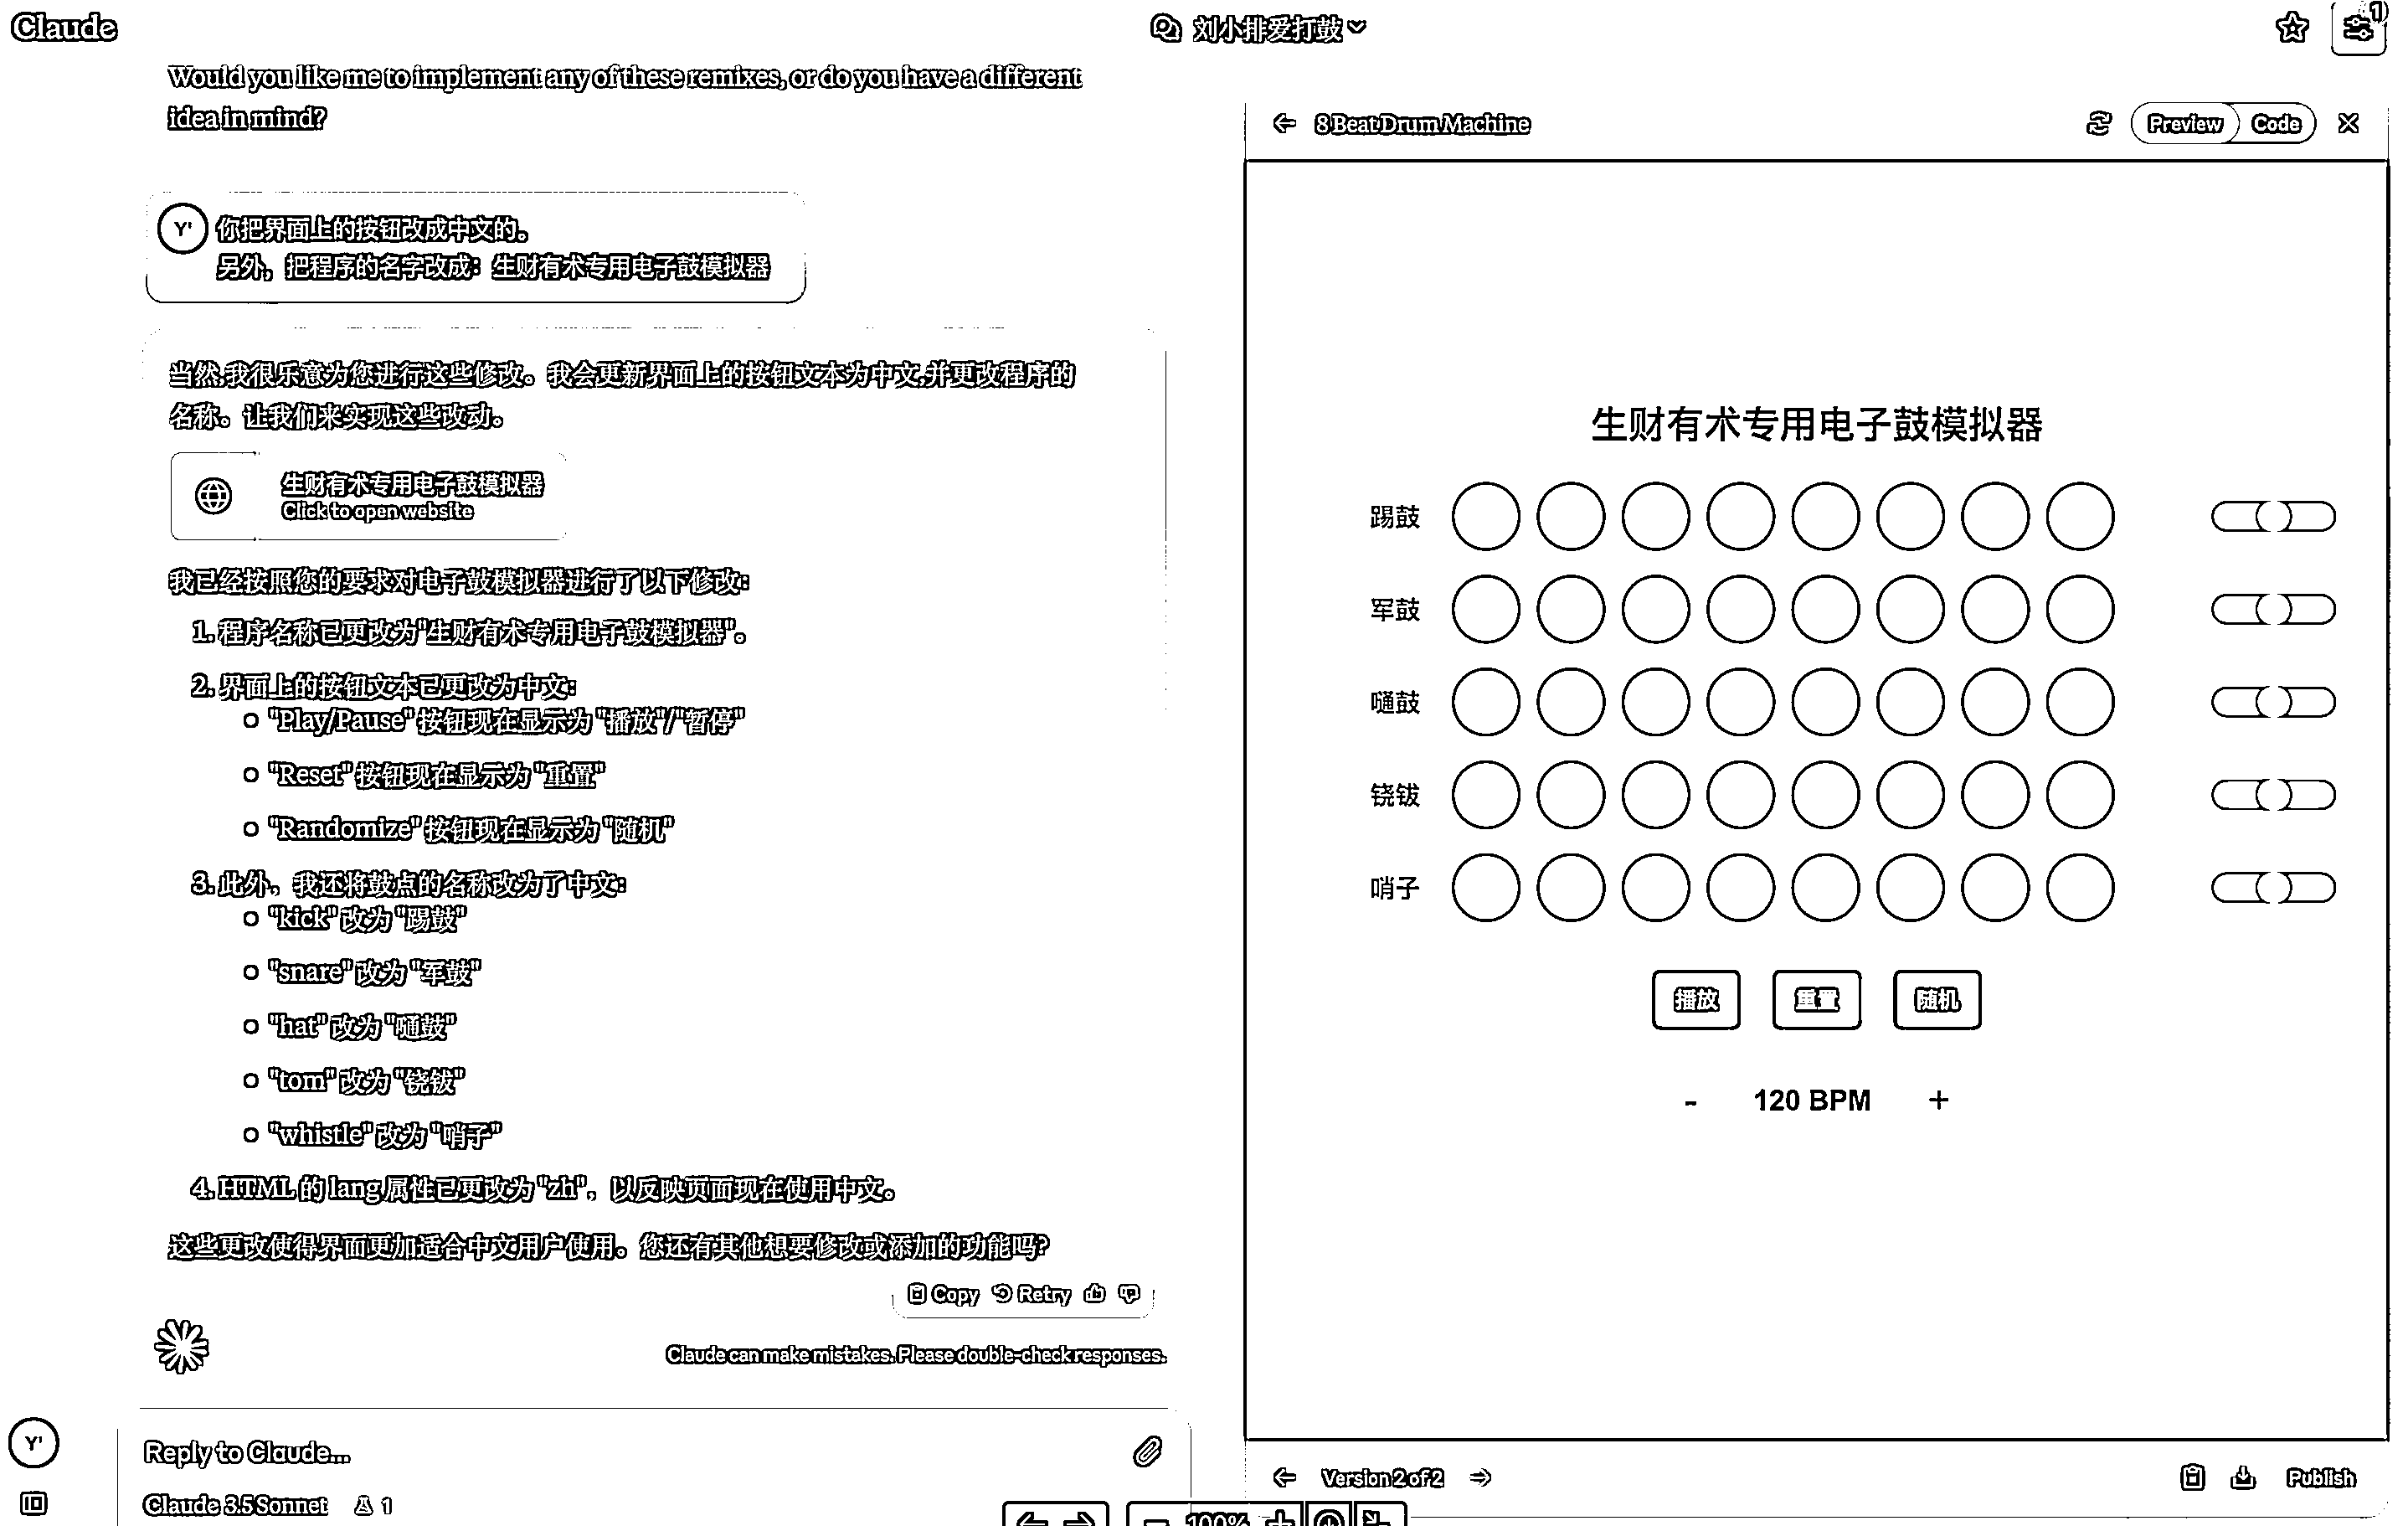 Claude
刘小排爱打鼓
1
Would you like me to implement any of these remixes, or do you have a different
idea in mind?
Y'
你把界面上的按钮改成中文的。
另外，把程序的名字改成：生财有术专用电子鼓模拟器
当然,我很乐意为您进行这些修改。我会更新界面上的按钮文本为中文,并更改程序的
名称。让我们来实现这些改动。
生财有术专用电子鼓模拟器
Click to open website
我已经按照您的要求对电子鼓模拟器进行了以下修改:
1. 程序名称已更改为"生财有术专用电子鼓模拟器"。
2. 界面上的按钮文本已更改为中文:
"Play/Pause" 按钮现在显示为 "播放"/"暂停"
"Reset" 按钮现在显示为 "重置"
"Randomize" 按钮现在显示为 "随机"
3. 此外，我还将鼓点的名称改为了中文:
"kick" 改为 "踢鼓"
"snare" 改为 "军鼓"
"hat" 改为 "嗵鼓"
"tom" 改为 "铙钹"
"whistle" 改为 "哨子"
4. HTML 的 lang 属性已更改为 "zh"，以反映页面现在使用中文。
这些更改使得界面更加适合中文用户使用。您还有其他想要修改或添加的功能吗?
Copy Retry
Claude can make mistakes. Please double-check responses.
Y'
Reply to Claude...
Claude 3.5 Sonnet 1
8 Beat Drum Machine
Preview Code
生财有术专用电子鼓模拟器
踢鼓
军鼓
嗵鼓
铙钹
哨子
播放 重置 随机
- 120 BPM +
Version 2 of 2
Publish
100%